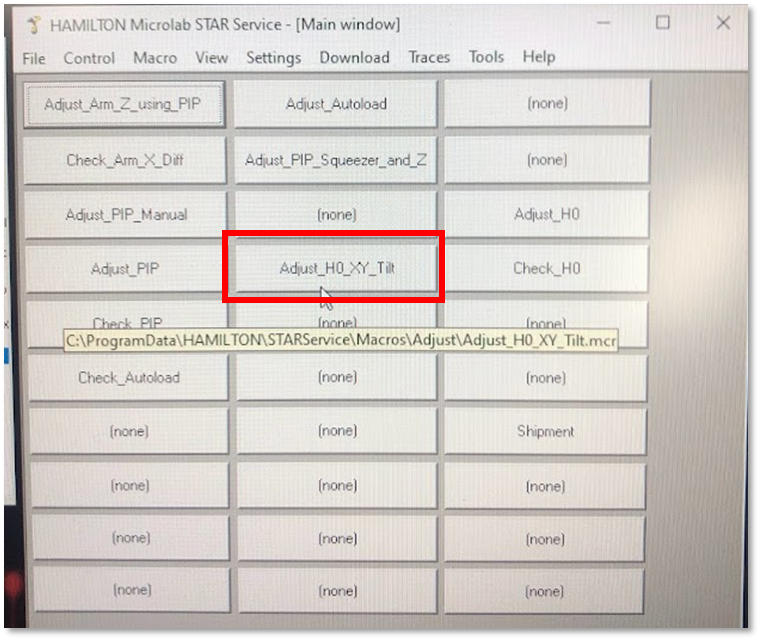 HAMILTON Microlab STAR Service - [Main window]
File Control Macro View Settings Download Traces Tools Help
Adjust_Arm_Z_using_PIP Adjust_Autoload (none)
Check_Arm_X_Diff Adjust_PIP_Squeezer_and_Z (none)
Adjust_PIP_Manual (none) Adjust_H0
Adjust_PIP Adjust_H0_XY_Tilt Check_H0
Check_PIP (none) (none)
C:\ProgramData\HAMILTON\STARService\Macros\Adjust\Adjust_H0_XY_Tilt.mcr
Check_Autoload (none) (none)
(none) (none) Shipment
(none) (none) (none)
(none) (none) (none)
(none) (none) (none)